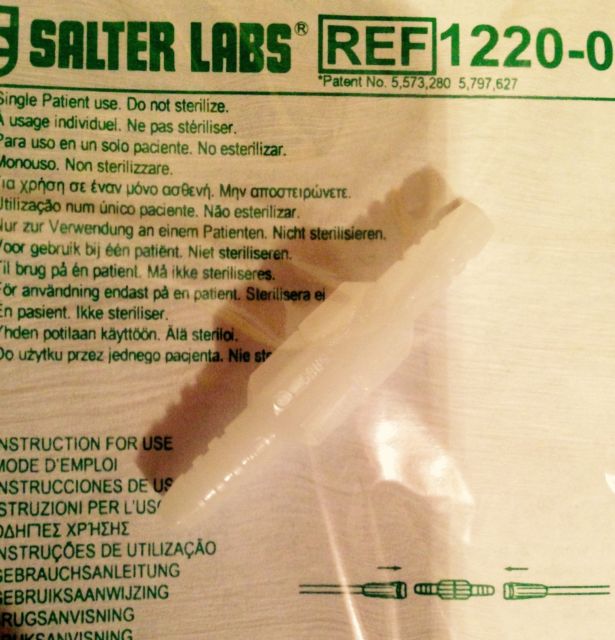 SALTER LABS® REF 1220-0
*Patent No. 5,573,280 5,797,627
Single Patient use. Do not sterilize.
À usage individuel. Ne pas stériliser.
Para uso en un solo paciente. No esterilizar.
Monouso. Non sterilizzare.
Για χρήση σε έναν μόνο ασθενή. Μην αποστειρώνετε.
Utilização num único paciente. Não esterilizar.
Nur zur Verwendung an einem Patienten. Nicht sterilisieren.
Voor gebruik bij één patiënt. Niet steriliseren.
Til brug på én patient. Må ikke steriliseres.
För användning endast på en patient. Sterilisera ej
En pasient. Ikke steriliser.
Yhden potilaan käyttöön. Älä steriloi.
Do użytku przez jednego pacjenta. Nie ste
INSTRUCTION FOR USE
MODE D'EMPLOI
INSTRUCCIONES DE US
ISTRUZIONI PER L'USO
ΟΔΗΓΙΕΣ ΧΡΉΣΗΣ
INSTRUÇÕES DE UTILIZAÇÃO
GEBRAUCHSANLEITUNG
GEBRUIKSAANWIJZING
BRUGSANVISNING
BRUKSANVISNING